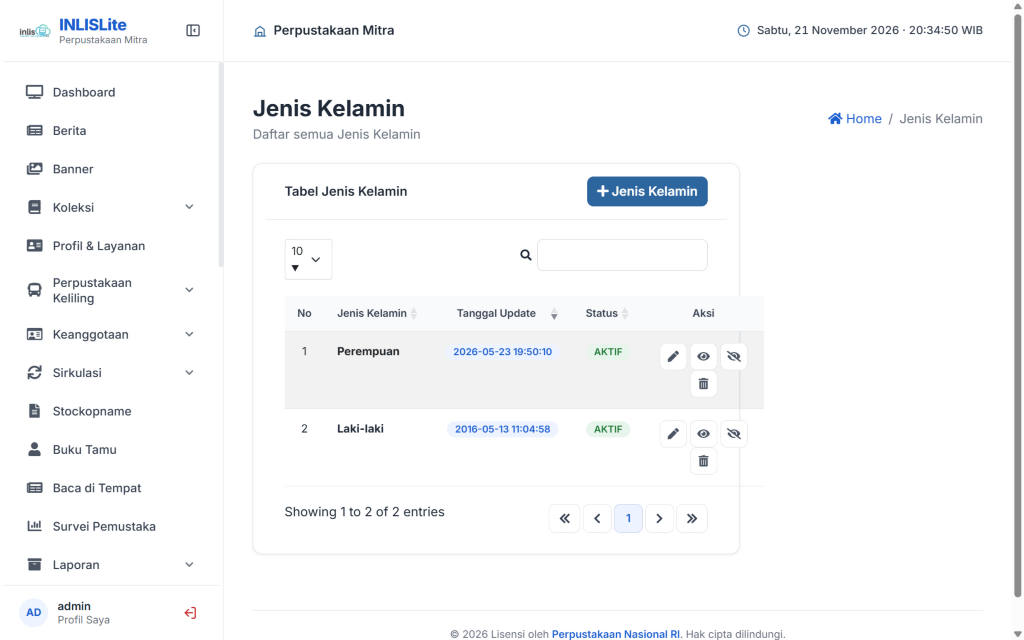 inlis
INLISLite
Perpustakaan Mitra
Perpustakaan Mitra
Sabtu, 21 November 2026 · 20:34:50 WIB
Dashboard
Berita
Banner
Koleksi
Profil & Layanan
Perpustakaan
Keliling
Keanggotaan
Sirkulasi
Stockopname
Buku Tamu
Baca di Tempat
Survei Pemustaka
Laporan
AD
admin
Profil Saya
Jenis Kelamin
Daftar semua Jenis Kelamin
Home / Jenis Kelamin
Tabel Jenis Kelamin
Jenis Kelamin
10
No Jenis Kelamin Tanggal Update Status Aksi
1 Perempuan 2026-05-23 19:50:10 AKTIF
2 Laki-laki 2016-05-13 11:04:58 AKTIF
Showing 1 to 2 of 2 entries
1
© 2026 Lisensi oleh Perpustakaan Nasional RI. Hak cipta dilindungi.